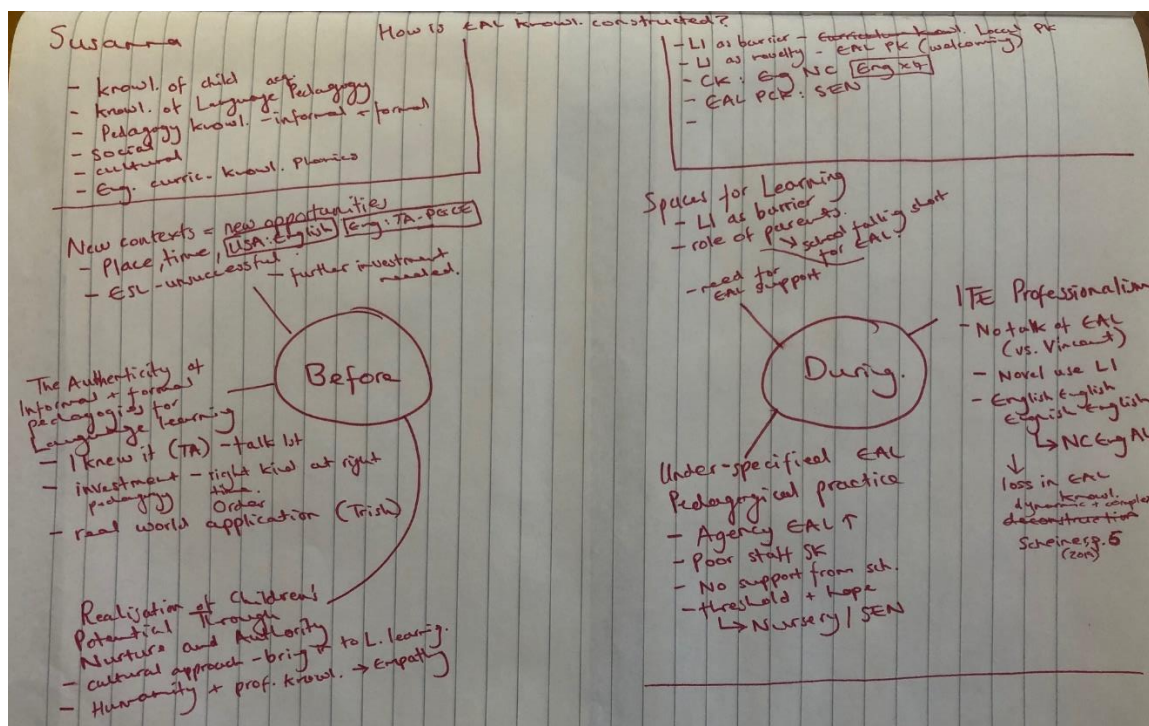 Susanna
How is EAL knowl. constructed?
- knowl. of child
- knowl. of Language Pedagogy
- Pedagogy knowl. - informal + formal
- social
- cultural
- Eng. curric. knowl. Phonics
- L1 as barrier - Curriculum knowl. Local PK
- L1 as novelty - EAL PK (welcoming)
- CK: Eng NC Eng x4
- EAL PCK: SEN
-
New contexts = new opportunities
- Place, time, USA: English Eng: TA-PGCE
- ESL - unsuccessful - further investment
needed.
Before
The Authenticity of
Informal + formal
pedagogies for
Language learning
- I knew it (TA) - talk 1st
- investment - right kind at right
pedagogy time.
order
- real world application (Trish)
Realisation of Childrens
Potential Through
Nurture and Authority
- cultural approach - bring to L. learning.
- Humanity + prof. knowl. → Empathy
Spaces for Learning
- L1 as barrier
- role of parents.
↘ school falling short
for EAL?
- need for
EAL support
During.
ITE Professionalism
- No talk of EAL
(vs. Vincent)
- Novel use L1
- English English
English English
↳ NC Eng AL
↓
loss in EAL
knowl.
dynamic + complex
deconstruction
(2019)
Under-specified EAL
Pedagorgical practice
- Agency EAL ↑
- Poor staff SK
- No support from sch.
- threshold + hope
↳ Nursery / SEN